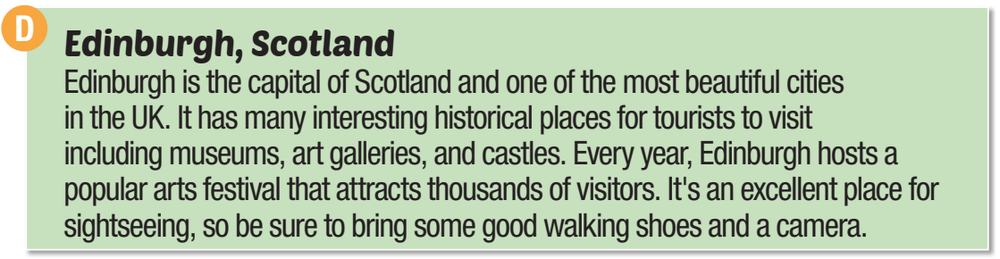 D
Edinburgh, Scotland
Edinburgh is the capital of Scotland and one of the most beautiful cities
in the UK. It has many interesting historical places for tourists to visit
including museums, art galleries, and castles. Every year, Edinburgh hosts a
popular arts festival that attracts thousands of visitors. It's an excellent place for
sightseeing, so be sure to bring some good walking shoes and a camera.